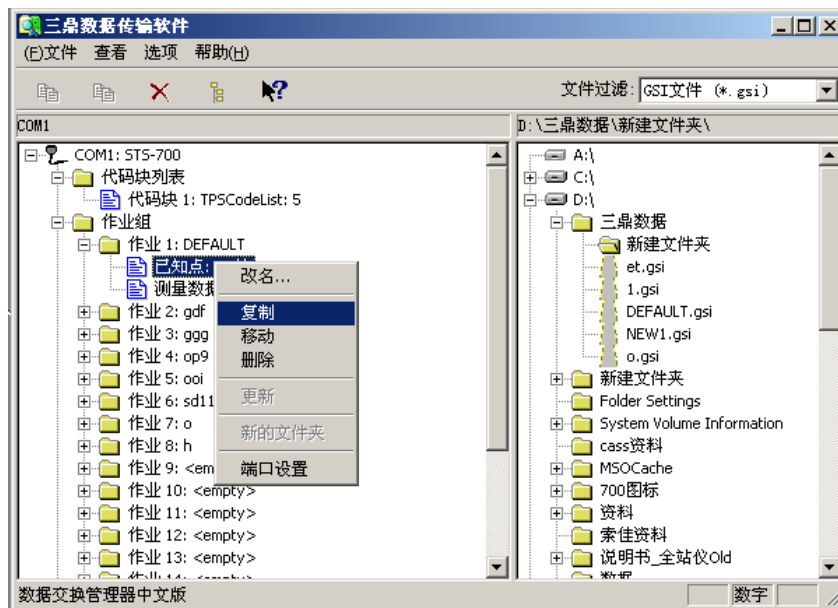 三鼎数据传输软件
(F)文件 查看 选项 帮助(H)
文件过滤: GSI文件 (*.gsi)
COM1
COM1: STS-700
代码块列表
代码块 1: TPSCodeList: 5
作业组
作业 1: DEFAULT
已知点:
测量数据
作业 2: gdf
作业 3: ggg
作业 4: op9
作业 5: ooi
作业 6: sd11
作业 7: o
作业 8: h
作业 9: <em
作业 10: <empty>
作业 11: <empty>
作业 12: <empty>
作业 13: <empty>
作业 14: <empty>
改名...
复制
移动
删除
更新
新的文件夹
端口设置
D:\三鼎数据\新建文件夹\
A:\
C:\
D:\
三鼎数据
新建文件夹
et.gsi
1.gsi
DEFAULT.gsi
NEW1.gsi
o.gsi
新建文件夹
Folder Settings
System Volume Information
cass资料
MSOCache
700图标
资料
索佳资料
说明书_全站仪Old
数据
数据交换管理器中文版
数字